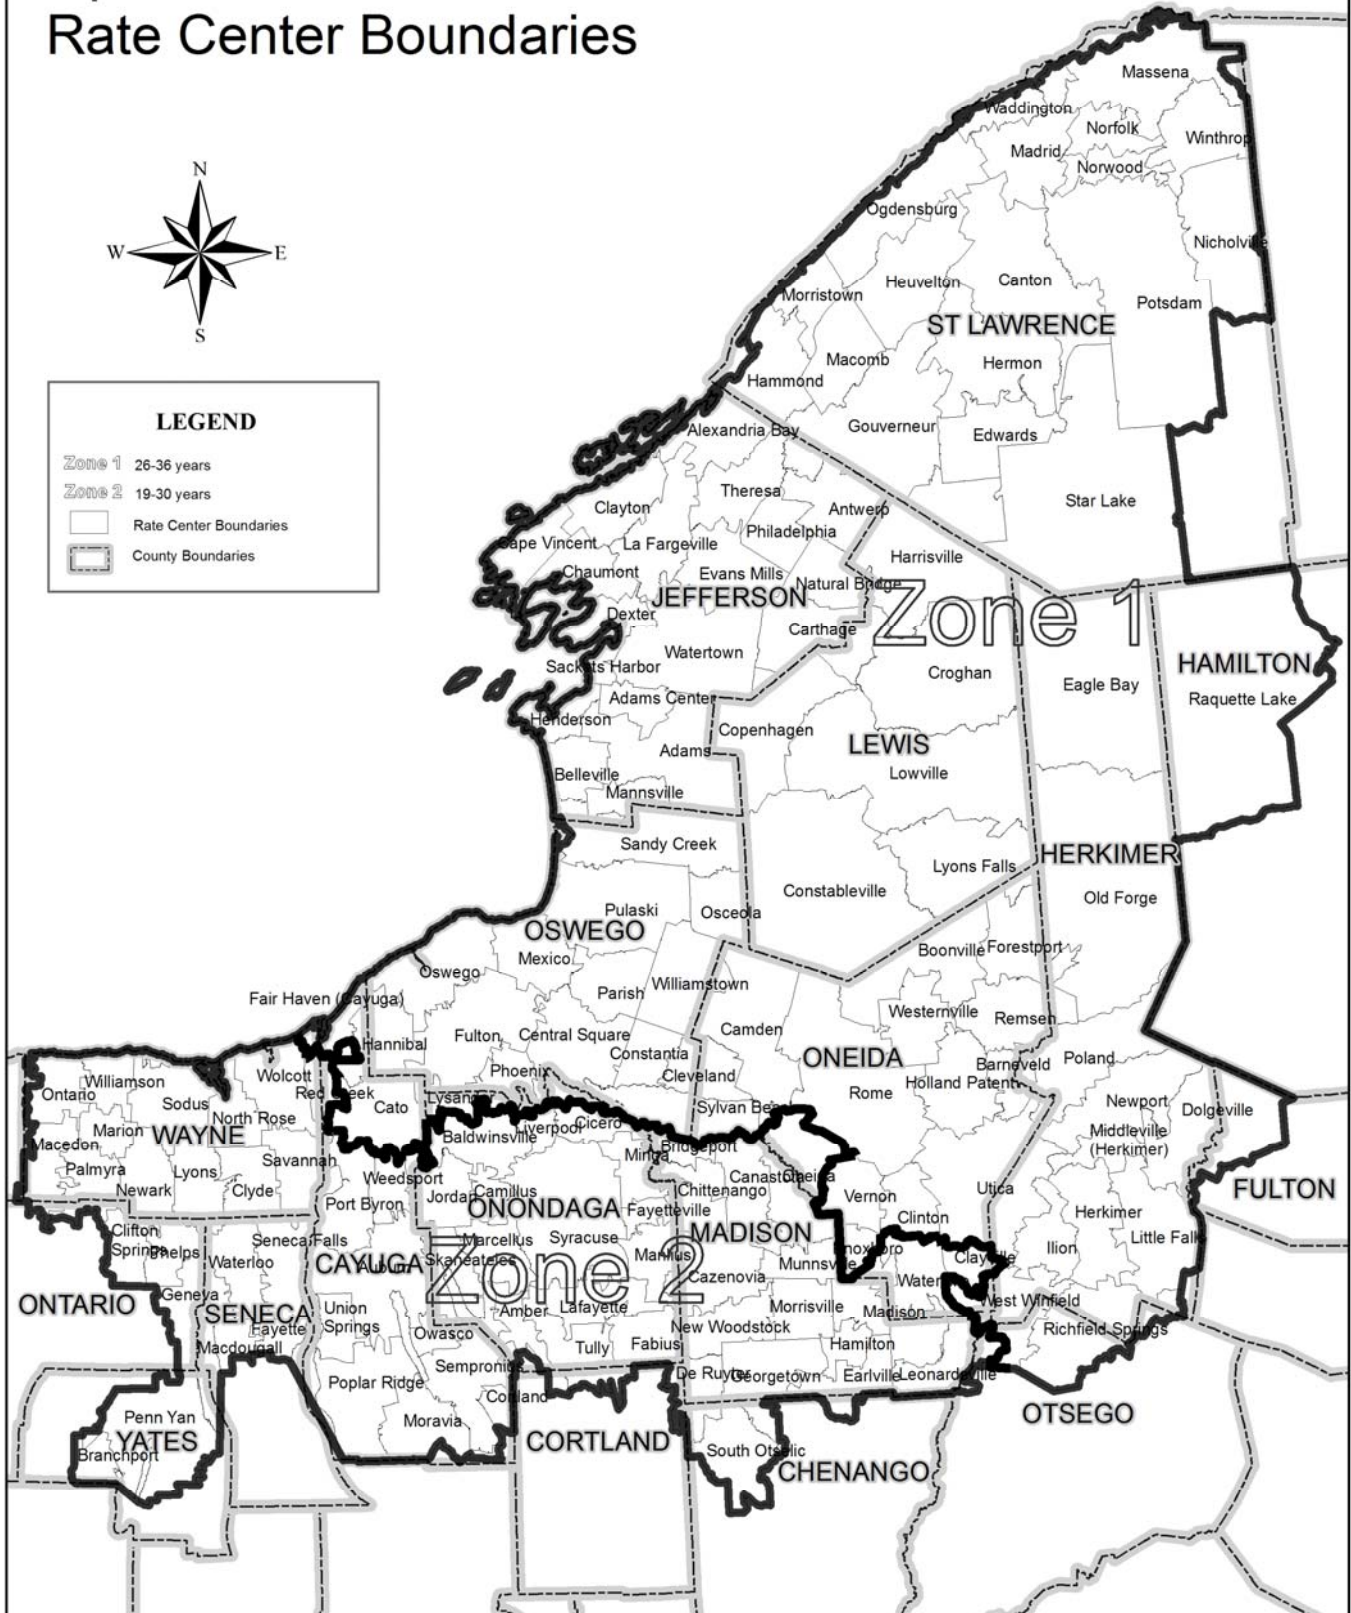 Rate Center Boundaries
N
W
E
S
LEGEND
Zone 1 26-36 years
Zone 2 19-30 years
Rate Center Boundaries
County Boundaries
Massena
Waddington
Norfolk
Winthrop
Madrid
Norwood
Ogdensburg
Nicholville
Heuvelton
Canton
Morristown
Potsdam
ST LAWRENCE
Macomb
Hermon
Hammond
Gouverneur
Alexandria Bay
Edwards
Theresa
Star Lake
Clayton
Antwerp
Philadelphia
Cape Vincent
La Fargeville
Harrisville
Chaumont
Evans Mills
Natural Bridge
JEFFERSON
Zone 1
Dexter
Carthage
Watertown
Sackets Harbor
HAMILTON
Croghan
Eagle Bay
Adams Center
Raquette Lake
Henderson
Copenhagen
LEWIS
Adams
Belleville
Lowville
Mannsville
Sandy Creek
HERKIMER
Lyons Falls
Constableville
Old Forge
Pulaski
Osceola
OSWEGO
Boonville
Forestport
Mexico
Oswego
Williamstown
Parish
Fair Haven (Cayuga)
Westernville
Remsen
Camden
Fulton
Central Square
Hannibal
Constantia
ONEIDA
Poland
Barneveld
Phoenix
Cleveland
Wolcott
Williamson
Holland Patent
Ontario
Red Creek
Rome
Lysander
Newport
Sodus
Cato
Sylvan Beach
Dolgeville
North Rose
Cicero
Liverpool
Marion
WAYNE
Middleville
(Herkimer)
Baldwinsville
Macedon
Bridgeport
Minoa
Savannah
Palmyra
Lyons
Weedsport
Canastota
Oneida
Newark
Clyde
Chittenango
Utica
FULTON
Jordan
Camillus
Vernon
Port Byron
ONONDAGA
Fayetteville
Herkimer
Clinton
Clifton
Springs
MADISON
Seneca Falls
Marcellus
Syracuse
Little Falls
Phelps
Knoxboro
Ilion
Manlius
Waterloo
CAYUGA
Auburn
Skaneateles
Zone 2
Munnsville
Clayville
Cazenovia
Geneva
ONTARIO
SENECA
Union
Springs
Amber
Lafayette
Morrisville
Madison
West Winfield
Fayette
New Woodstock
Richfield Springs
Owasco
Macdougall
Tully
Fabius
Hamilton
Sempronius
De Ruyter
Georgetown
Earlville
Leonardsville
Poplar Ridge
Cortland
OTSEGO
Penn Yan
Moravia
YATES
CORTLAND
Branchport
South Otselic
CHENANGO